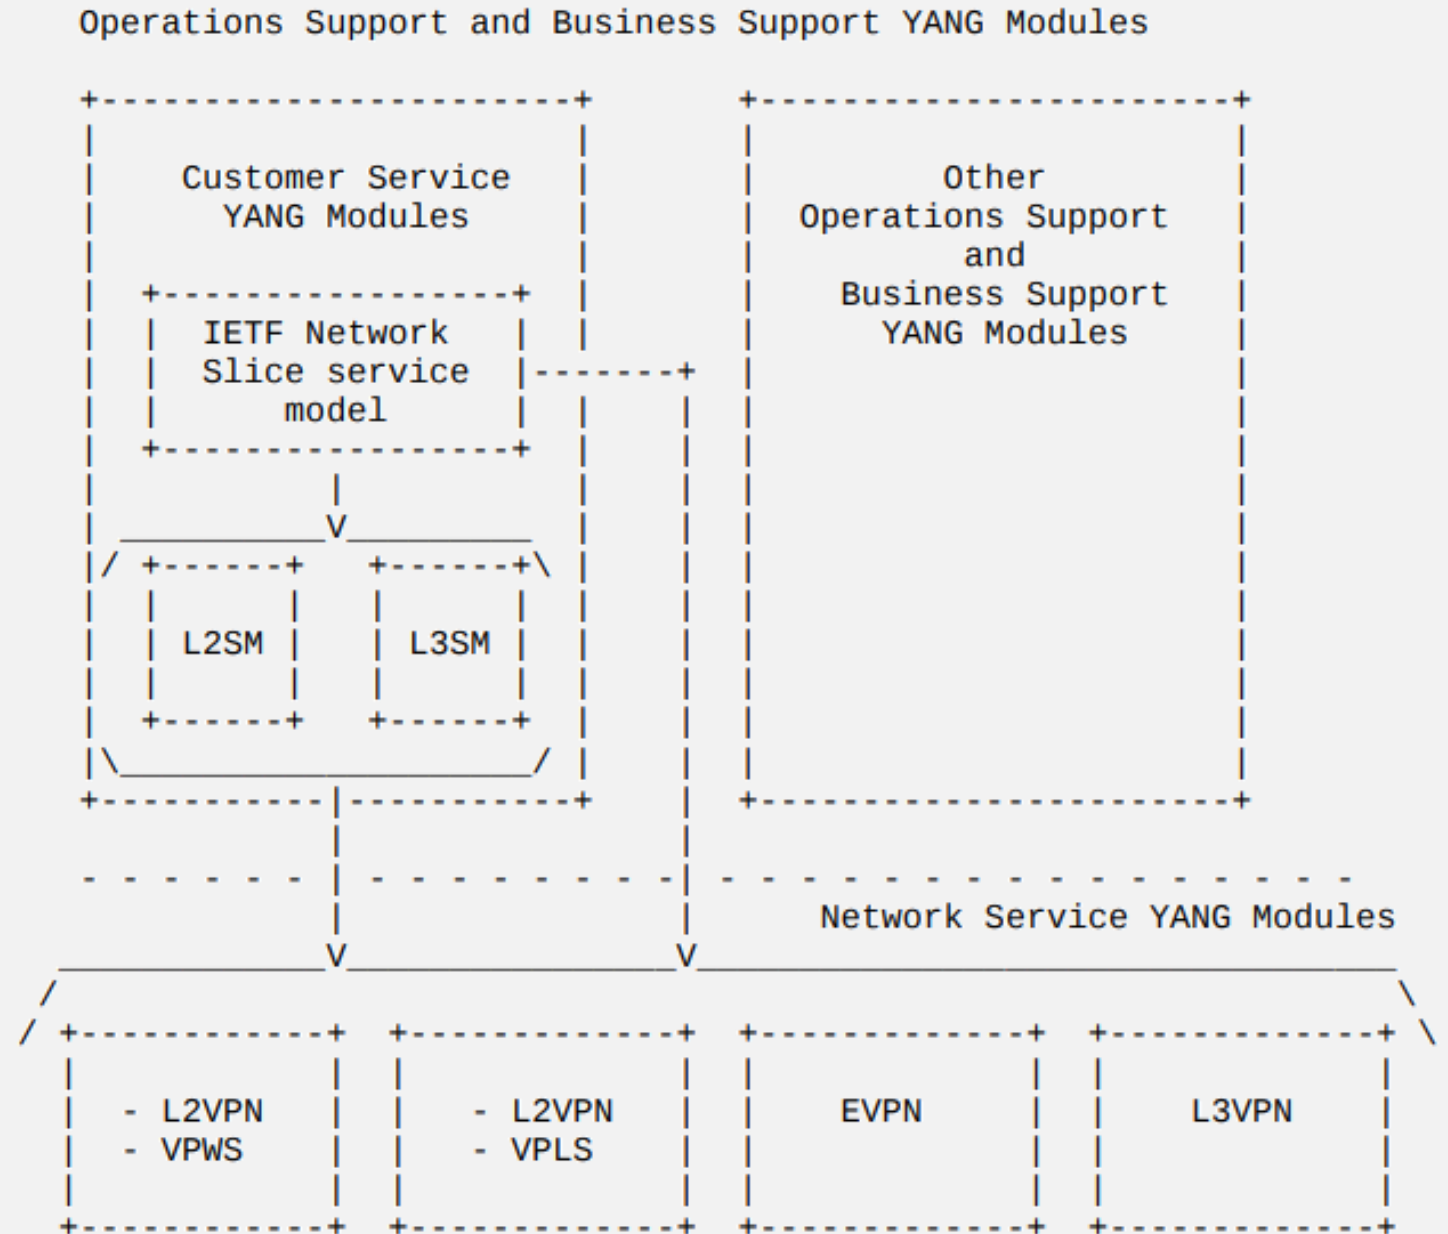 Operations Support and Business Support YANG Modules
Customer Service
YANG Modules
Other
Operations Support
and
Business Support
YANG Modules
IETF Network
Slice service
model
L2SM
L3SM
Network Service YANG Modules
- L2VPN
- VPWS
- L2VPN
- VPLS
EVPN
L3VPN